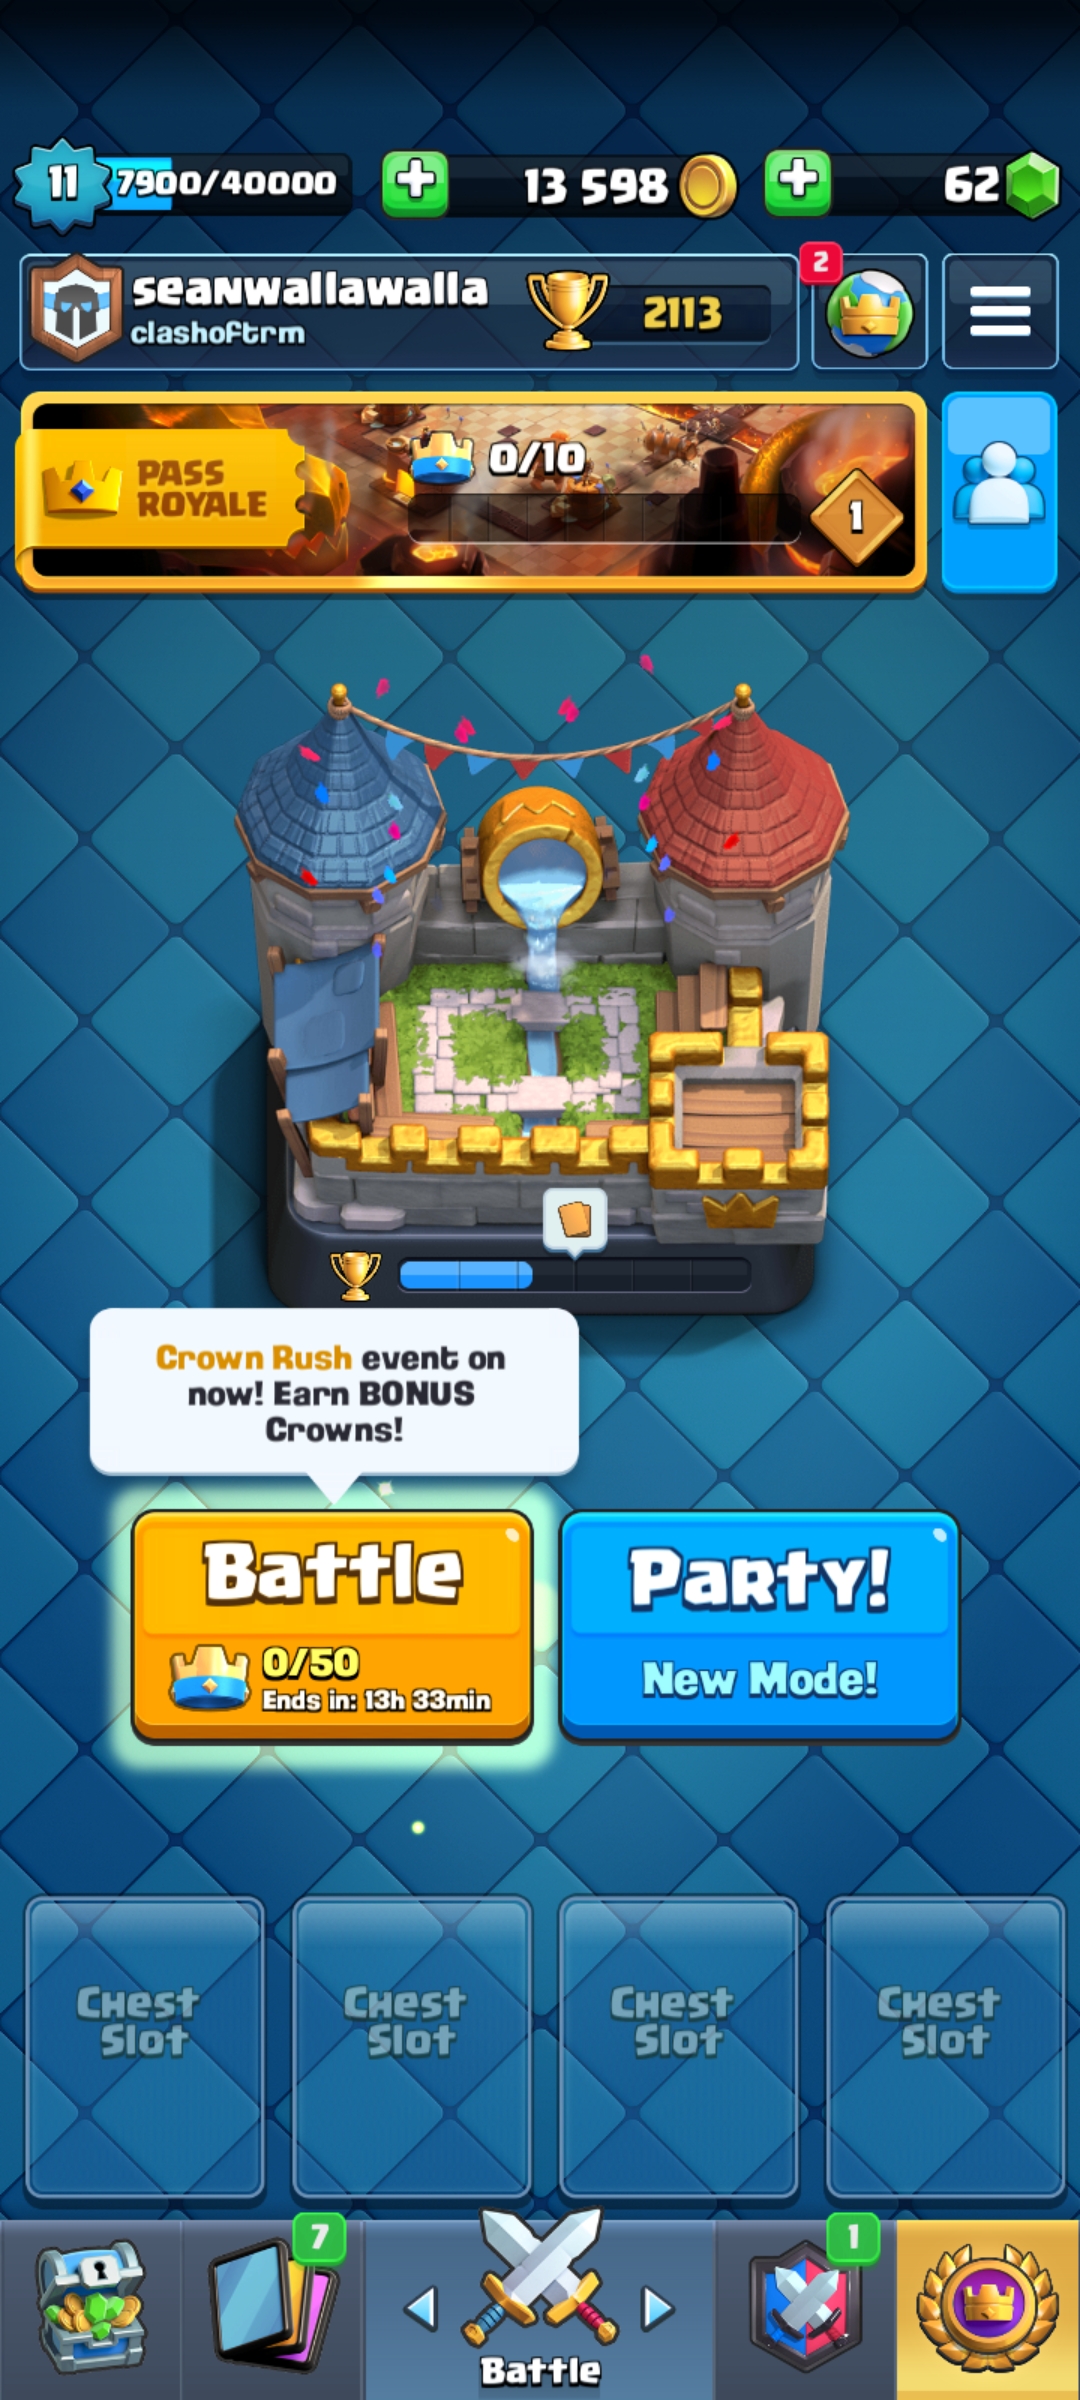 11
7900/40000
13 598
62
seanwallawalla
clashoftrm
2113
2
PASS
ROYALE
0/10
1
Crown Rush event on
now! Earn BONUS
Crowns!
Battle
0/50
Ends in: 13h 33min
Party!
New Mode!
Chest
Slot
Chest
Slot
Chest
Slot
Chest
Slot
7
Battle
1